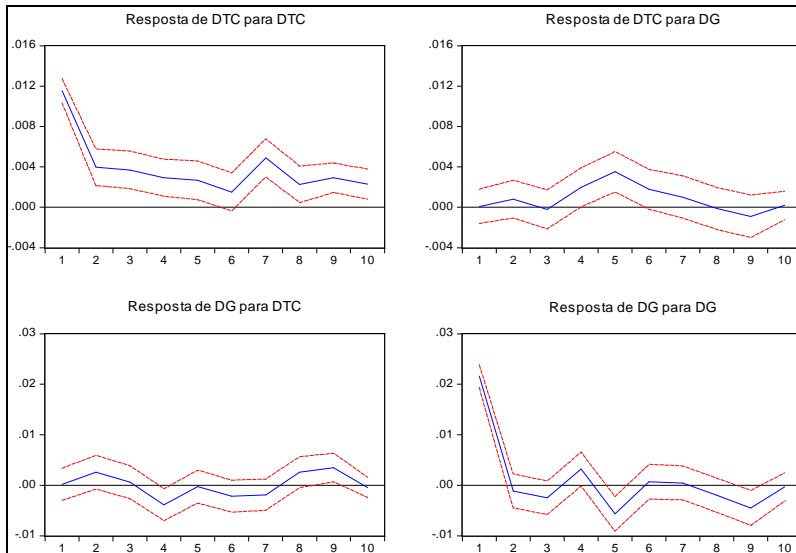 Resposta de DTC para DTC
.016
.012
.008
.004
.000
-.004
1 2 3 4 5 6 7 8 9 10
Resposta de DTC para DG
.016
.012
.008
.004
.000
-.004
1 2 3 4 5 6 7 8 9 10
Resposta de DG para DTC
.03
.02
.01
.00
-.01
1 2 3 4 5 6 7 8 9 10
Resposta de DG para DG
.03
.02
.01
.00
-.01
1 2 3 4 5 6 7 8 9 10